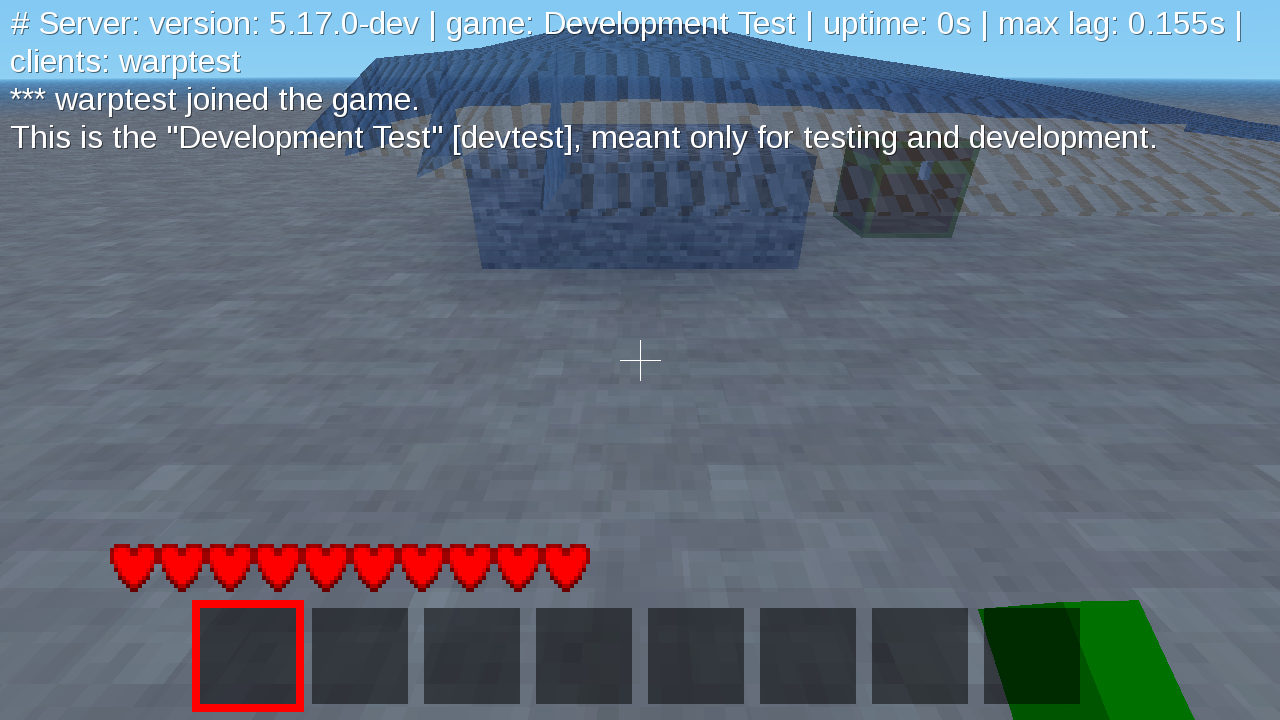 # Server: version: 5.17.0-dev | game: Development Test | uptime: 0s | max lag: 0.155s |
clients: warptest
*** warptest joined the game.
This is the "Development Test" [devtest], meant only for testing and development.